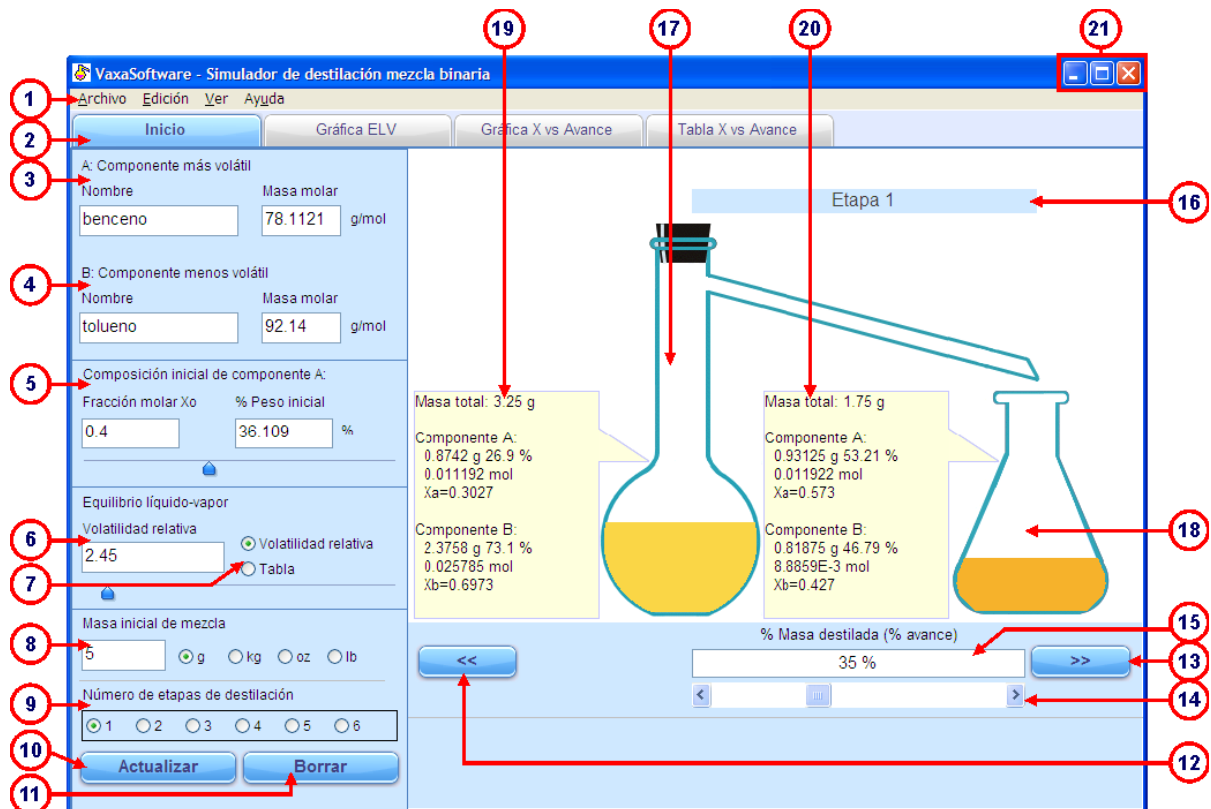 19
17
20
21
VaxaSoftware - Simulador de destilación mezcla binaria
1
Archivo Edición Ver Ayuda
2
Inicio Gráfica ELV Gráfica X vs Avance Tabla X vs Avance
3
A: Componente más volátil
Nombre Masa molar
benceno 78.1121 g/mol
4
B: Componente menos volátil
Nombre Masa molar
tolueno 92.14 g/mol
5
Composición inicial de componente A:
Fracción molar Xo % Peso inicial
0.4 36.109 %
Equilibrio líquido-vapor
6
Volatilidad relativa
2.45
Volatilidad relativa
7
Tabla
Masa inicial de mezcla
8
5 g kg oz lb
9
Número de etapas de destilación
1 2 3 4 5 6
10
Actualizar Borrar
11
Etapa 1
16
Masa total: 3.25 g
Componente A:
0.8742 g 26.9 %
0.011192 mol
Xa=0.3027
Componente B:
2.3758 g 73.1 %
0.025785 mol
Xb=0.6973
Masa total: 1.75 g
Componente A:
0.93125 g 53.21 %
0.011922 mol
Xa=0.573
Componente B:
0.81875 g 46.79 %
8.8859E-3 mol
Xb=0.427
18
% Masa destilada (% avance)
15
<< 35 % >>
13
14
12